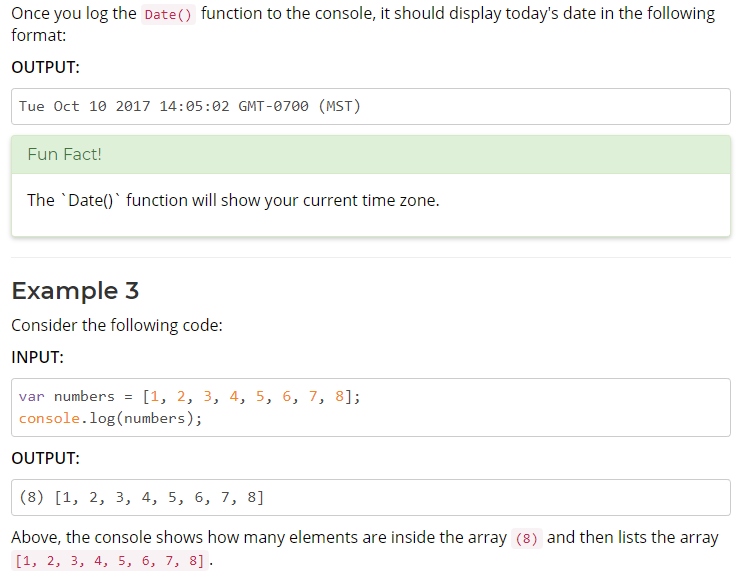 Once you log the Date() function to the console, it should display today's date in the following
format:
OUTPUT:
Tue Oct 10 2017 14:05:02 GMT-0700 (MST)
Fun Fact!
The `Date()` function will show your current time zone.
Example 3
Consider the following code:
INPUT:
var numbers = [1, 2, 3, 4, 5, 6, 7, 8];
console.log(numbers);
OUTPUT:
(8) [1, 2, 3, 4, 5, 6, 7, 8]
Above, the console shows how many elements are inside the array (8) and then lists the array
[1, 2, 3, 4, 5, 6, 7, 8].